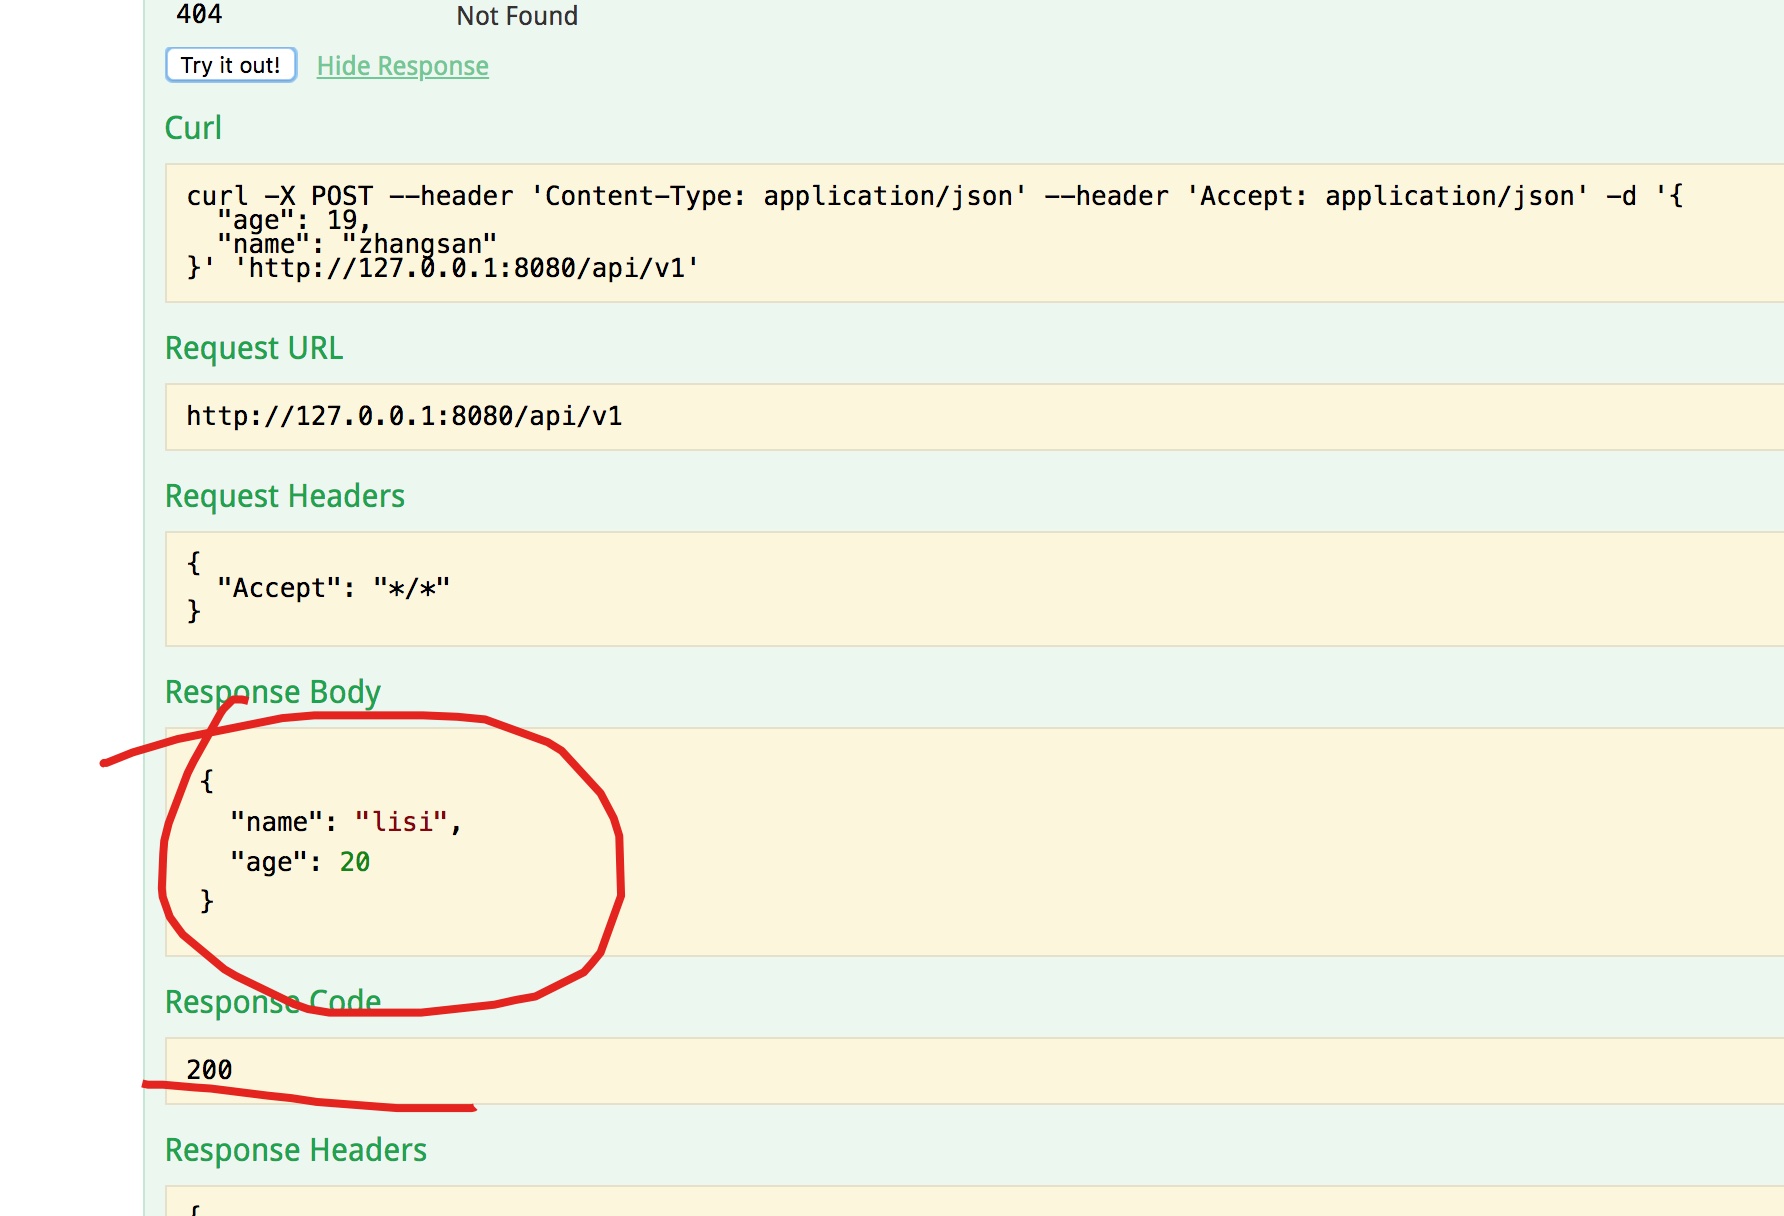 404 Not Found
Try it out! Hide Response
Curl
curl -X POST --header 'Content-Type: application/json' --header 'Accept: application/json' -d '{
"age": 19,
"name": "zhangsan"
}' 'http://127.0.0.1:8080/api/v1'
Request URL
http://127.0.0.1:8080/api/v1
Request Headers
{
"Accept": "*/*"
}
Response Body
{
"name": "lisi",
"age": 20
}
Response Code
200
Response Headers
{